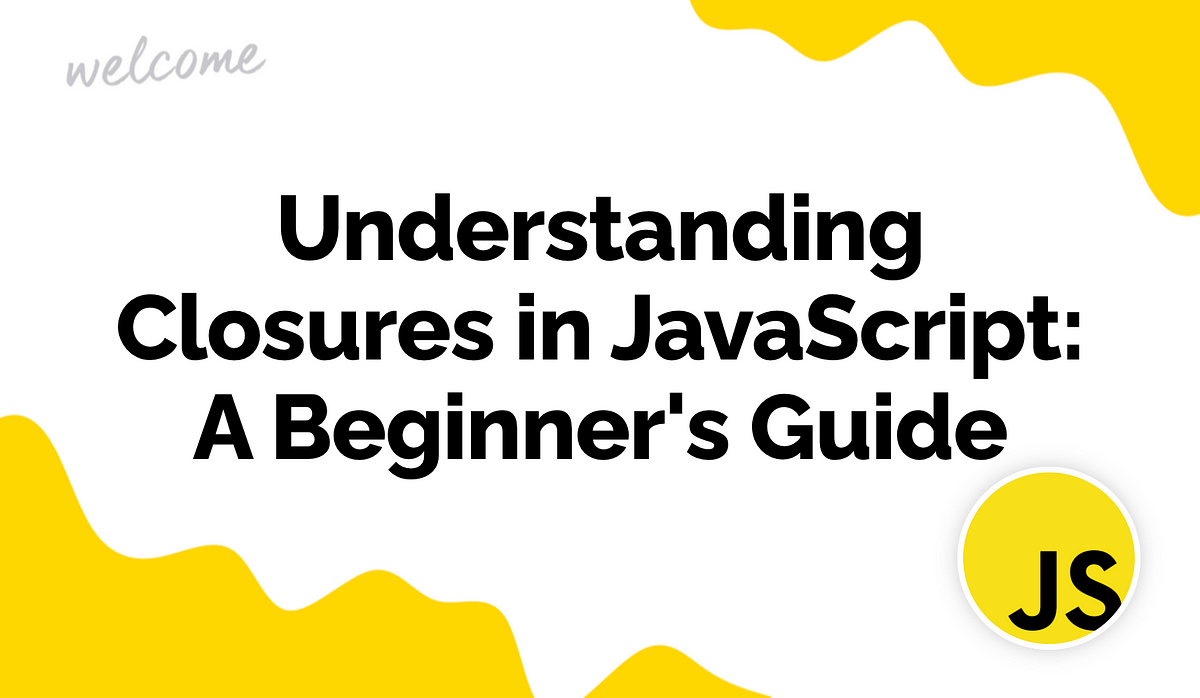 welcome
Understanding
Closures in JavaScript:
A Beginner's Guide
JS